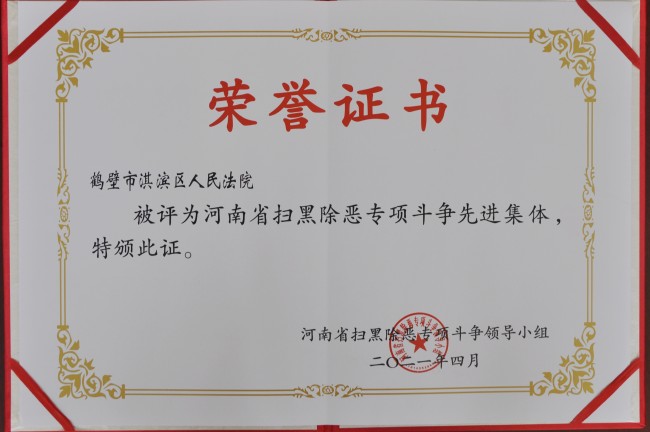 荣誉证书
鹤壁市淇滨区人民法院
被评为河南省扫黑除恶专项斗争先进集体，
特颁此证。
河南省扫黑除恶专项斗争领导小组
二〇二一年四月